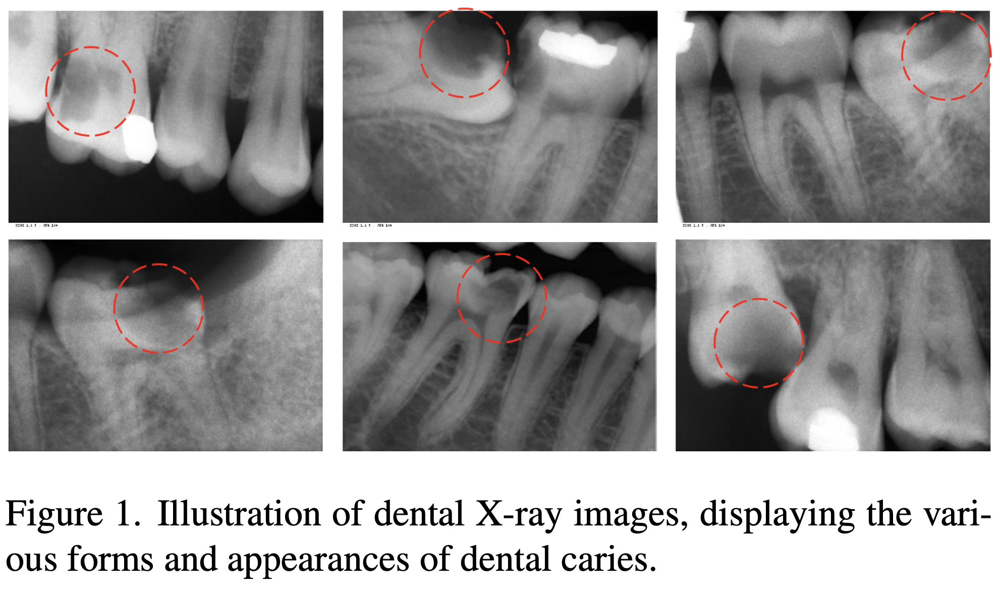 Figure 1. Illustration of dental X-ray images, displaying the vari-
ous forms and appearances of dental caries.